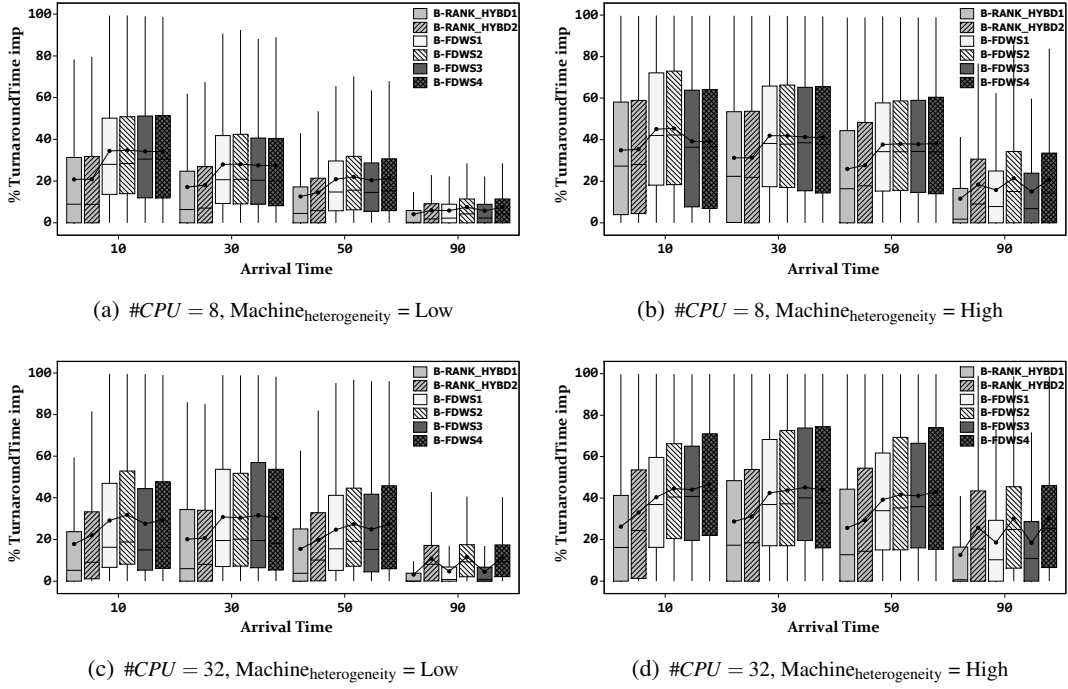 100
80
60
40
20
0
% TurnaroundTime imp
B-RANK_HYBD1
B-RANK_HYBD2
B-FDWS1
B-FDWS2
B-FDWS3
B-FDWS4
10 30 50 90
Arrival Time
(a) #CPU = 8, Machineheterogeneity = Low
100
80
60
40
20
0
% TurnaroundTime imp
B-RANK_HYBD1
B-RANK_HYBD2
B-FDWS1
B-FDWS2
B-FDWS3
B-FDWS4
10 30 50 90
Arrival Time
(b) #CPU = 8, Machineheterogeneity = High
100
80
60
40
20
0
% TurnaroundTime imp
B-RANK_HYBD1
B-RANK_HYBD2
B-FDWS1
B-FDWS2
B-FDWS3
B-FDWS4
10 30 50 90
Arrival Time
(c) #CPU = 32, Machineheterogeneity = Low
100
80
60
40
20
0
% TurnaroundTime imp
B-RANK_HYBD1
B-RANK_HYBD2
B-FDWS1
B-FDWS2
B-FDWS3
B-FDWS4
10 30 50 90
Arrival Time
(d) #CPU = 32, Machineheterogeneity = High